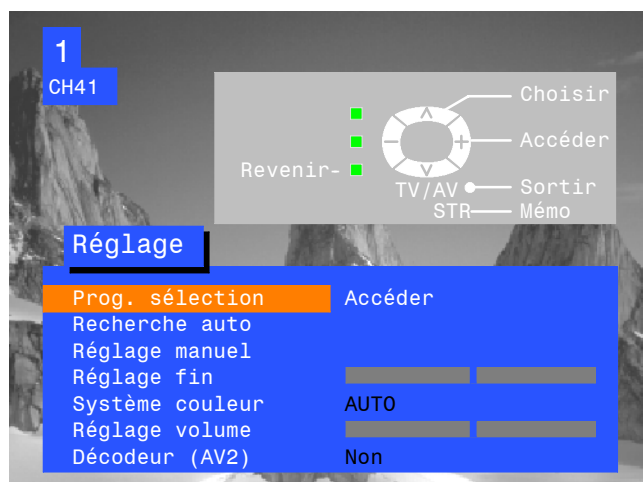 1
CH41
Choisir
Accéder
Revenir-
TV/AV
Sortir
STR
Mémo
Réglage
Prog. sélection Accéder
Recherche auto
Réglage manuel
Réglage fin
Système couleur AUTO
Réglage volume
Décodeur (AV2) Non